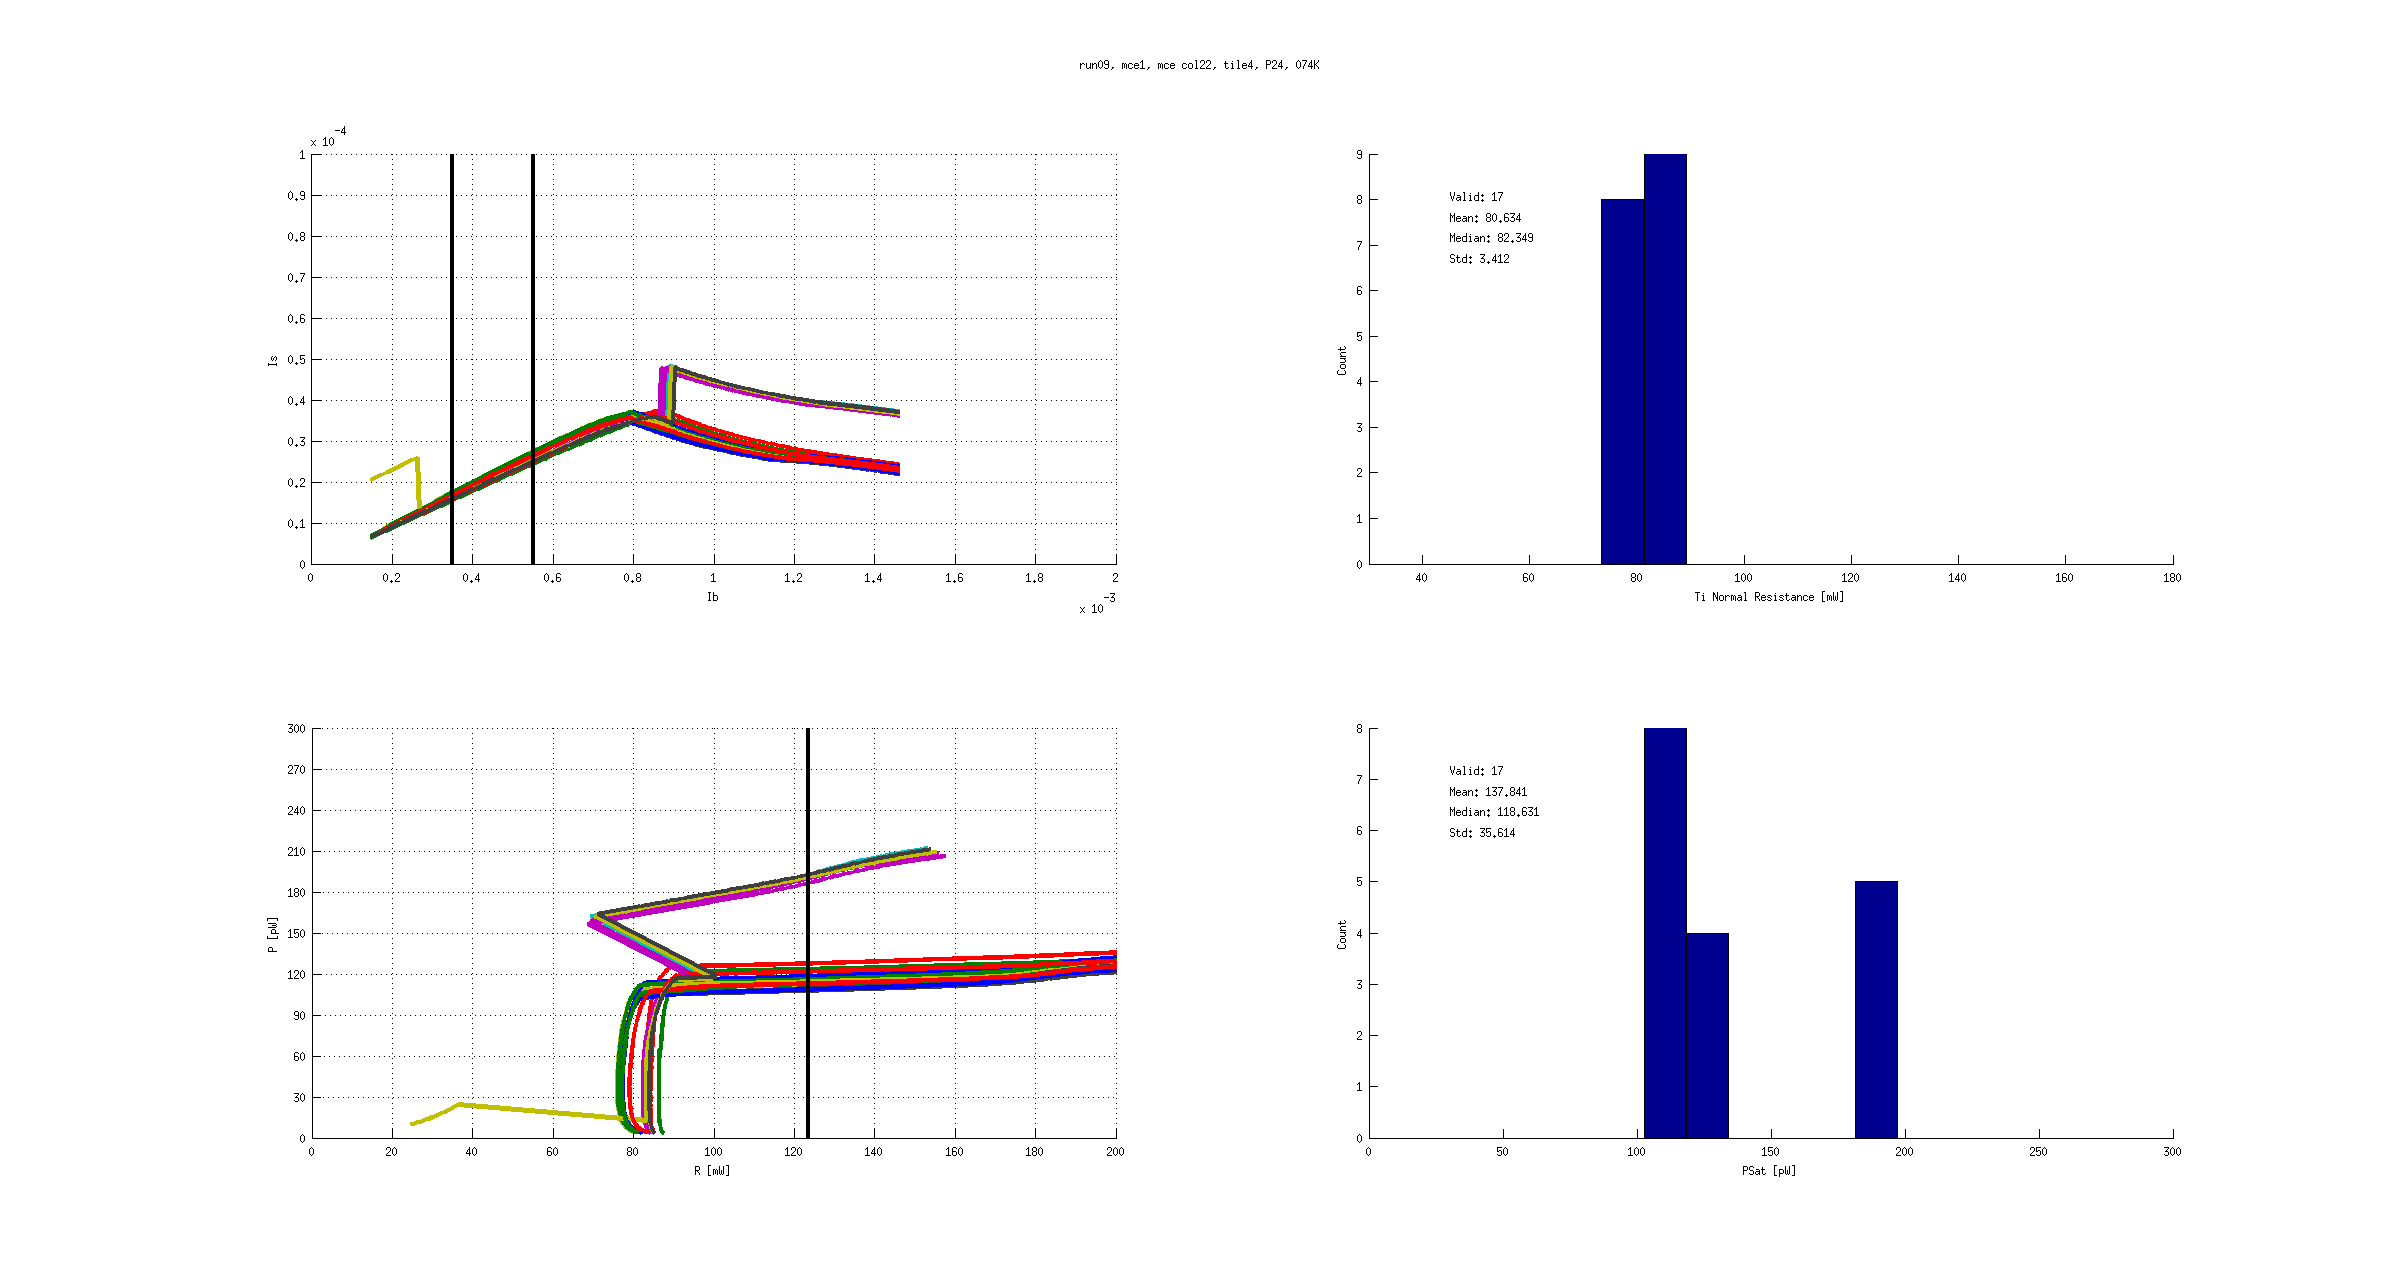 run09, mce1, mce col22, tile4, P24, 074K
x 10 -4
1
0.9
0.8
0.7
0.6
0.5
0.4
0.3
0.2
0.1
0
Is
0 0.2 0.4 0.6 0.8 1 1.2 1.4 1.6 1.8 2
Ib
x 10 -3
9
8
7
6
5
4
3
2
1
0
Count
Valid: 17
Mean: 80.634
Median: 82.349
Std: 3.412
40 60 80 100 120 140 160 180
Ti Normal Resistance [mW]
300
270
240
210
180
150
120
90
60
30
0
P [pW]
0 20 40 60 80 100 120 140 160 180 200
R [mW]
8
7
6
5
4
3
2
1
0
Count
Valid: 17
Mean: 137.841
Median: 118.631
Std: 35.614
0 50 100 150 200 250 300
PSat [pW]